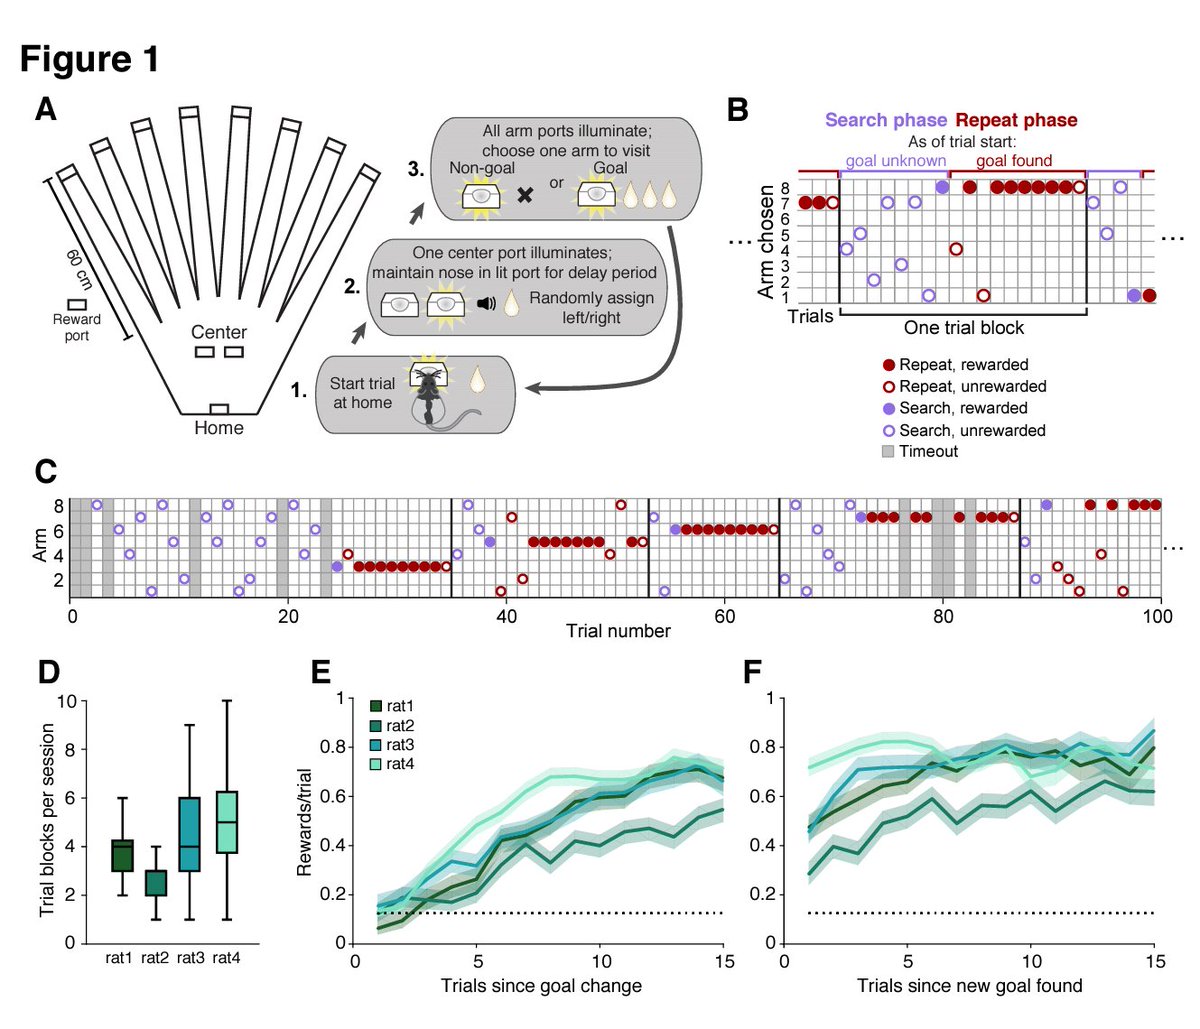 Figure 1
A
60 cm
Reward
port
Center
Home
3.
All arm ports illuminate;
choose one arm to visit
Non-goal
or
Goal
2.
One center port illuminates;
maintain nose in lit port for delay period
Randomly assign
left/right
1.
Start trial
at home
B
Search phase Repeat phase
As of trial start:
goal unknown
goal found
Arm chosen
8
7
6
5
4
3
2
1
...
...
Trials
One trial block
Repeat, rewarded
Repeat, unrewarded
Search, rewarded
Search, unrewarded
Timeout
C
Arm
8
6
4
2
0 20 40 60 80 100
...
Trial number
D
Trial blocks per session
10
8
6
4
2
0
rat1 rat2 rat3 rat4
E
rat1
rat2
rat3
rat4
Rewards/trial
1
0.8
0.6
0.4
0.2
0
0 5 10 15
Trials since goal change
F
1
0.8
0.6
0.4
0.2
0
0 5 10 15
Trials since new goal found